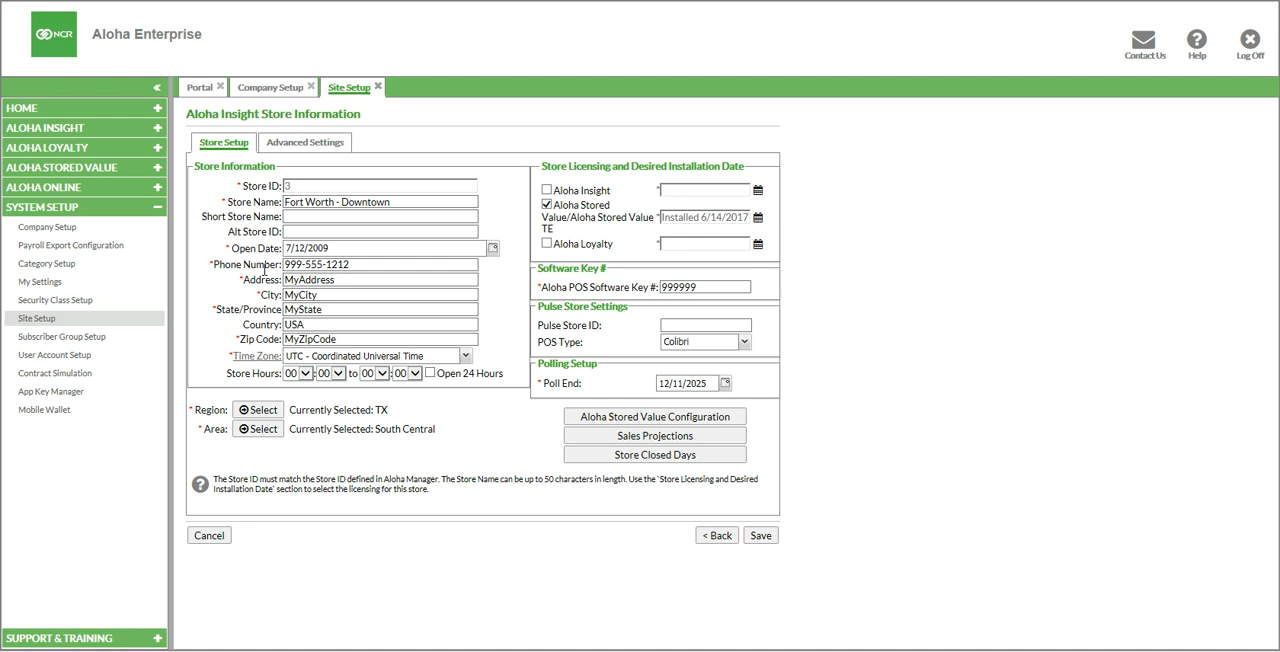 NCR
Aloha Enterprise
Contact Us
Help
Log Off
«
HOME +
ALOHA INSIGHT +
ALOHA LOYALTY +
ALOHA STORED VALUE +
ALOHA ONLINE +
SYSTEM SETUP −
Company Setup
Payroll Export Configuration
Category Setup
My Settings
Security Class Setup
Site Setup
Subscriber Group Setup
User Account Setup
Contract Simulation
App Key Manager
Mobile Wallet
SUPPORT & TRAINING +
Portal
Company Setup
Site Setup
Aloha Insight Store Information
Store Setup
Advanced Settings
Store Information
* Store ID: 3
* Store Name: Fort Worth - Downtown
Short Store Name:
Alt Store ID:
* Open Date: 7/12/2009
*Phone Number: 999-555-1212
*Address: MyAddress
*City: MyCity
*State/Province MyState
Country: USA
*Zip Code: MyZipCode
*Time Zone: UTC - Coordinated Universal Time
Store Hours: 00 : 00 to 00 : 00 Open 24 Hours
* Region: Select Currently Selected: TX
* Area: Select Currently Selected: South Central
Store Licensing and Desired Installation Date
Aloha Insight *
Aloha Stored
Value/Aloha Stored Value * Installed 6/14/2017
TE
Aloha Loyalty *
Software Key #
*Aloha POS Software Key #: 999999
Pulse Store Settings
Pulse Store ID:
POS Type: Colibri
Polling Setup
* Poll End: 12/11/2025
Aloha Stored Value Configuration
Sales Projections
Store Closed Days
The Store ID must match the Store ID defined in Aloha Manager. The Store Name can be up to 50 characters in length. Use the `Store Licensing and Desired
Installation Date` section to select the licensing for this store.
Cancel
< Back
Save